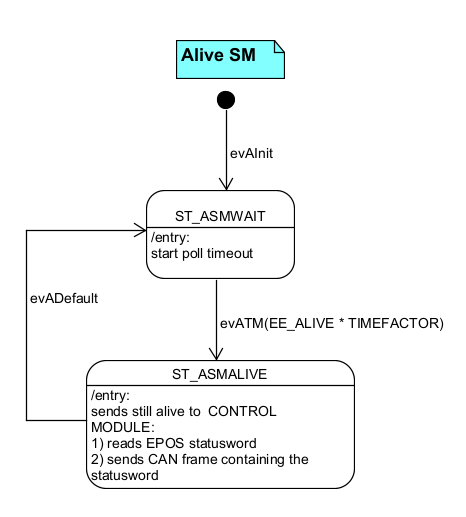 Alive SM
evAInit
ST_ASMWAIT
/entry:
start poll timeout
evADefault
evATM(EE_ALIVE * TIMEFACTOR)
ST_ASMALIVE
/entry:
sends still alive to  CONTROL
MODULE:
1) reads EPOS statusword
2) sends CAN frame containing the
statusword